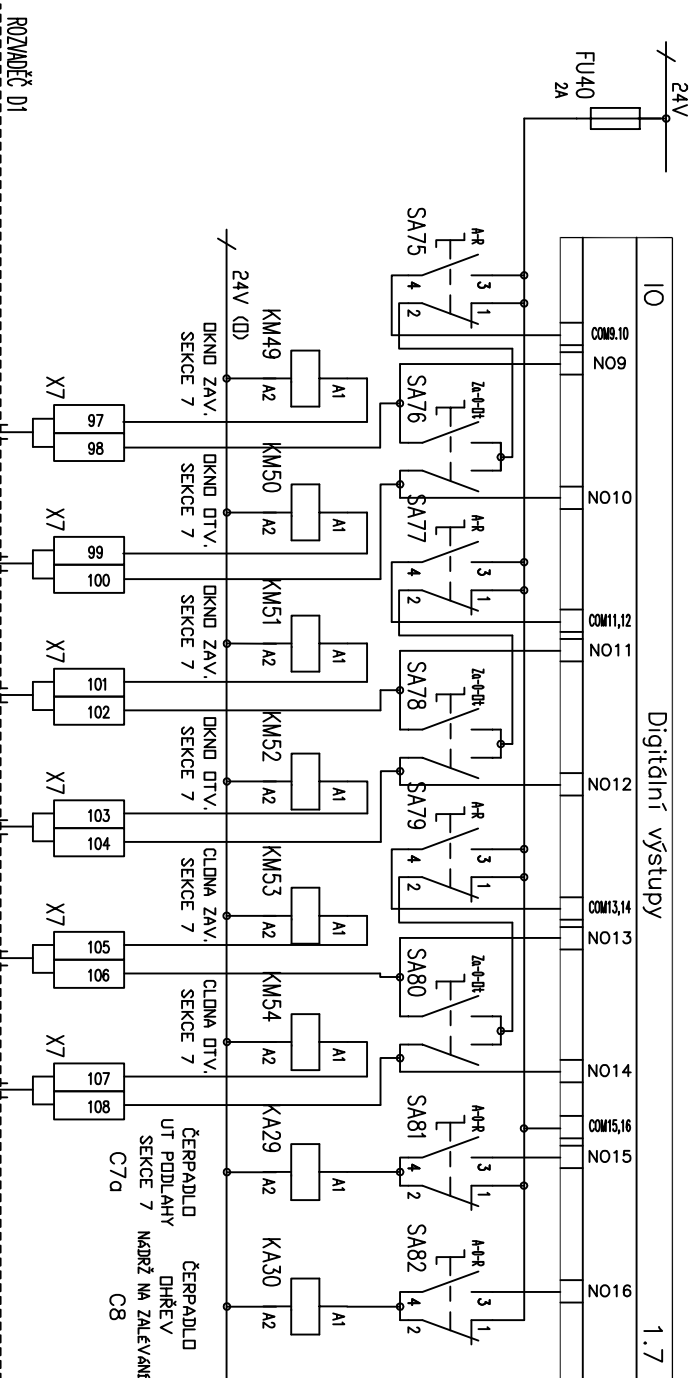 24V
FU40
2A
IO
Digitální výstupy
1.7
COM9.10
NO9
NO10
COM11,12
NO11
NO12
COM13,14
NO13
NO14
COM15,16
NO15
NO16
SA75
A-R
3
4
1
2
SA76
Za-0-Ot
SA77
A-R
3
4
1
2
SA78
Za-0-Ot
SA79
A-R
3
4
1
2
SA80
Za-0-Ot
SA81
A-0-R
3
4
1
2
SA82
A-0-R
3
4
1
2
24V (O)
KM49
A1
A2
KM50
A1
A2
KM51
A1
A2
KM52
A1
A2
KM53
A1
A2
KM54
A1
A2
KA29
A1
A2
KA30
A1
A2
OKNO ZAV.
SEKCE 7
OKNO OTV.
SEKCE 7
OKNO ZAV.
SEKCE 7
OKNO OTV.
SEKCE 7
CLONA ZAV.
SEKCE 7
CLONA OTV.
SEKCE 7
ČERPADLO
UT PODLAHY
SEKCE 7
C7a
ČERPADLO
OHŘEV
NÁDRŽ NA ZALÉVÁNÍ
C8
X7
97
98
X7
99
100
X7
101
102
X7
103
104
X7
105
106
X7
107
108
ROZVADĚČ D1